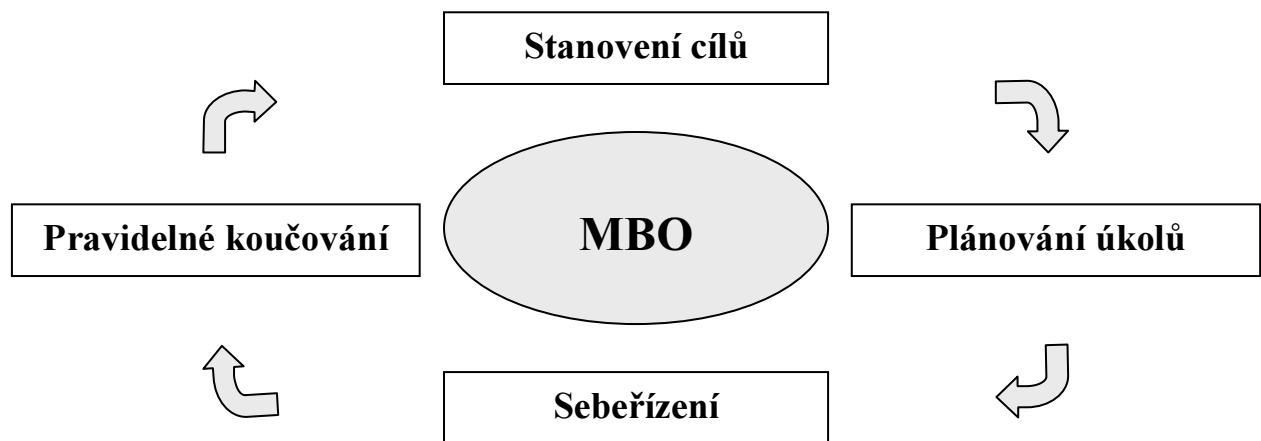 Stanovení cílů
Pravidelné koučování
MBO
Plánování úkolů
Sebeřízení